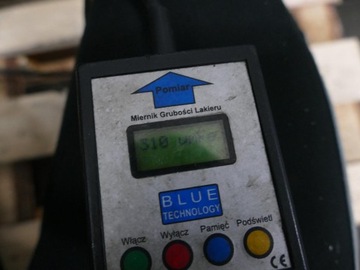 Pomiar
Miernik Grubości Lakieru
BLUE
TECHNOLOGY
Włącz Wyłącz Pamięć Podświetl
CE